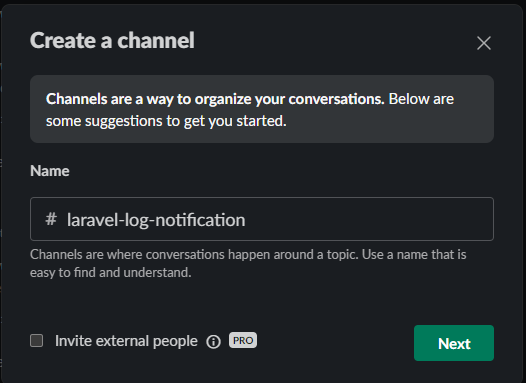 Create a channel
Channels are a way to organize your conversations. Below are
some suggestions to get you started.
Name
# laravel-log-notification
Channels are where conversations happen around a topic. Use a name that is
easy to find and understand.
Invite external people PRO
Next